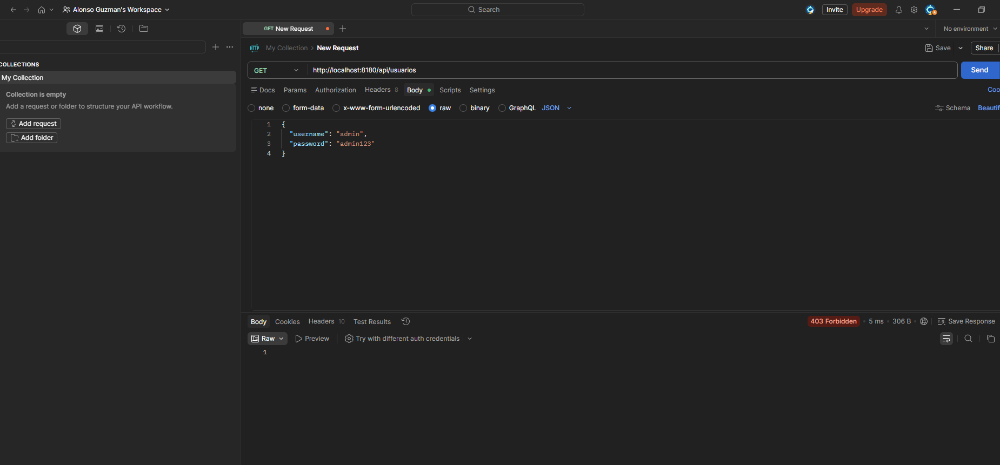 Alonso Guzman's Workspace
Search
Invite
Upgrade
GET New Request
No environment
HTTP
My Collection > New Request
Save
Share
COLLECTIONS
My Collection
Collection is empty
Add a request or folder to structure your API workflow.
Add request
Add folder
GET
http://localhost:8180/api/usuarios
Send
Docs
Params
Authorization
Headers 8
Body
Scripts
Settings
Coo
none
form-data
x-www-form-urlencoded
raw
binary
GraphQL
JSON
Schema
Beautif
1 {
2 "username": "admin",
3 "password": "admin123"
4 }
Body
Cookies
Headers 10
Test Results
403 Forbidden
5 ms
306 B
e.g.
Save Response
Raw
Preview
Try with different auth credentials
1